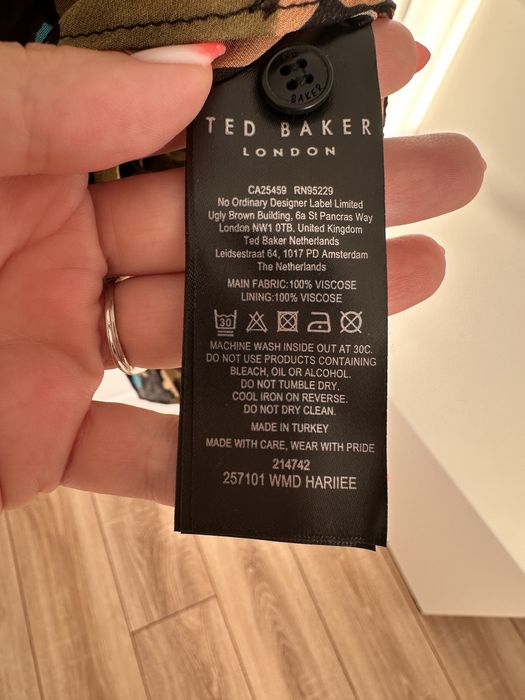 TED
BAKER
TED BAKER
LONDON
CA25459 RN95229
No Ordinary Designer Label Limited
Ugly Brown Building, 6a St Pancras Way
London NW1 0TB, United Kingdom
Ted Baker Netherlands
Leidsestraat 64, 1017 PD Amsterdam
The Netherlands
MAIN FABRIC:100% VISCOSE
LINING:100% VISCOSE
30
MACHINE WASH INSIDE OUT AT 30C.
DO NOT USE PRODUCTS CONTAINING
BLEACH, OIL OR ALCOHOL.
DO NOT TUMBLE DRY.
COOL IRON ON REVERSE.
DO NOT DRY CLEAN.
MADE IN TURKEY
MADE WITH CARE, WEAR WITH PRIDE
214742
257101 WMD HARIIEE